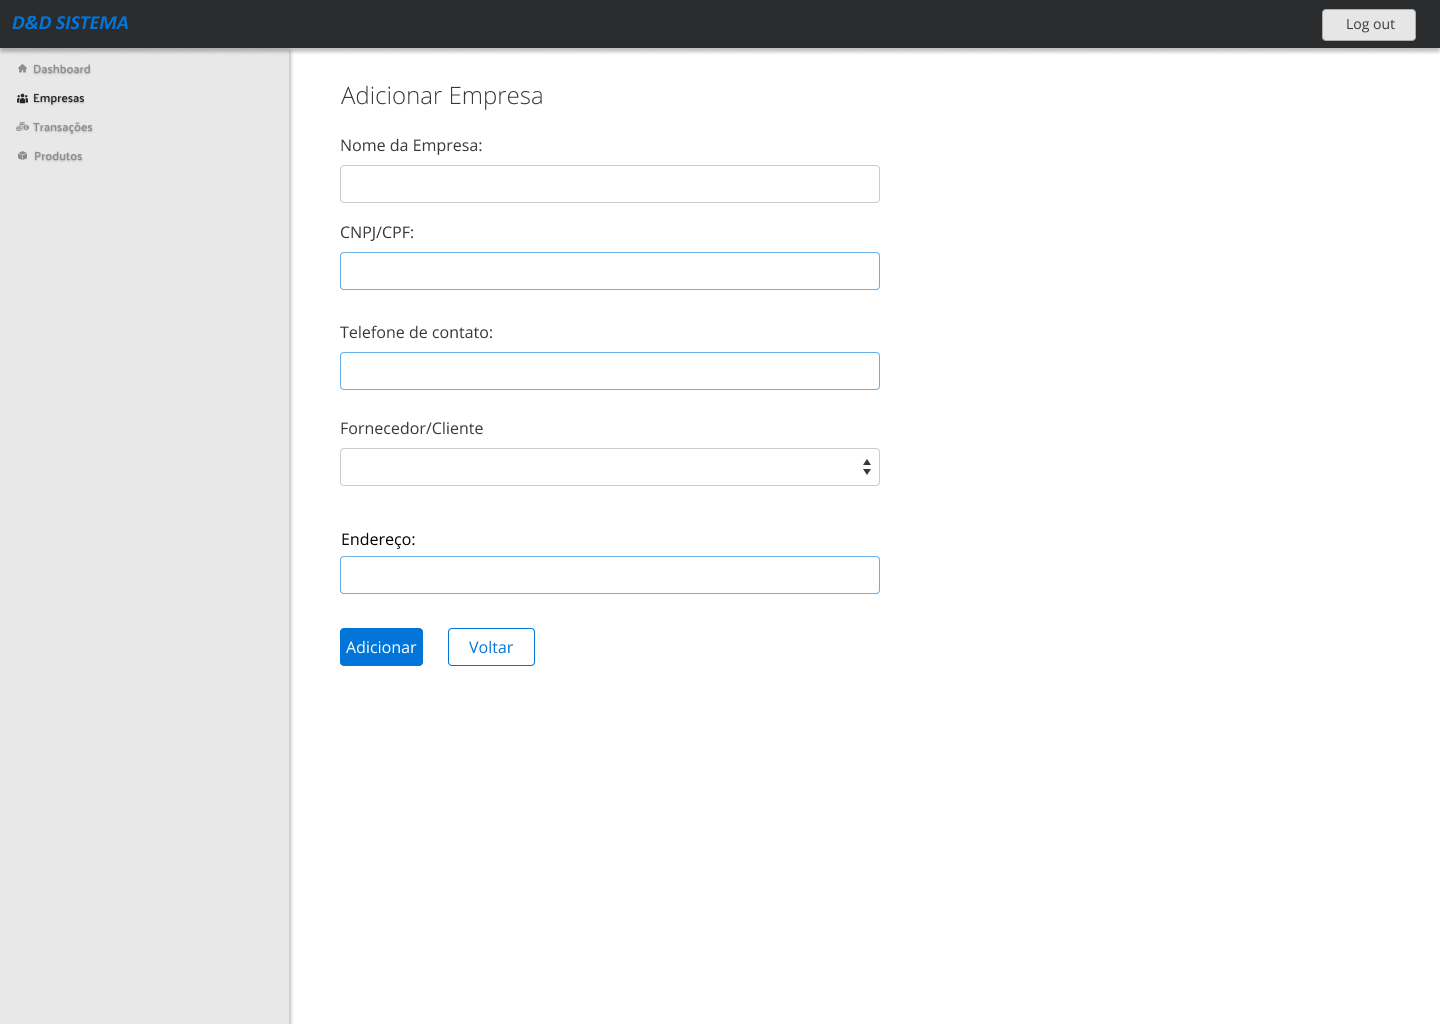 D&D SISTEMA
Log out
Dashboard
Empresas
Transações
Produtos
Adicionar Empresa
Nome da Empresa:
CNPJ/CPF:
Telefone de contato:
Fornecedor/Cliente
Endereço:
Adicionar
Voltar